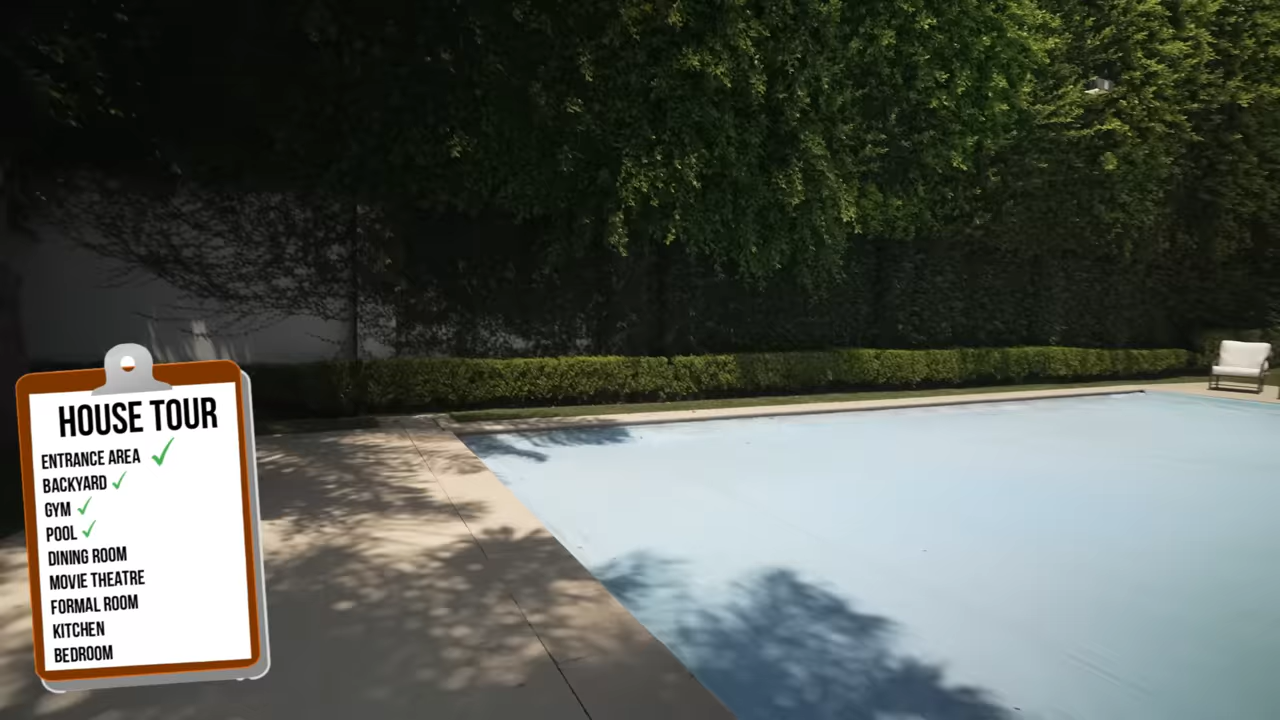 HOUSE TOUR
ENTRANCE AREA ✓
BACKYARD ✓
GYM ✓
POOL ✓
DINING ROOM
MOVIE THEATRE
FORMAL ROOM
KITCHEN
BEDROOM